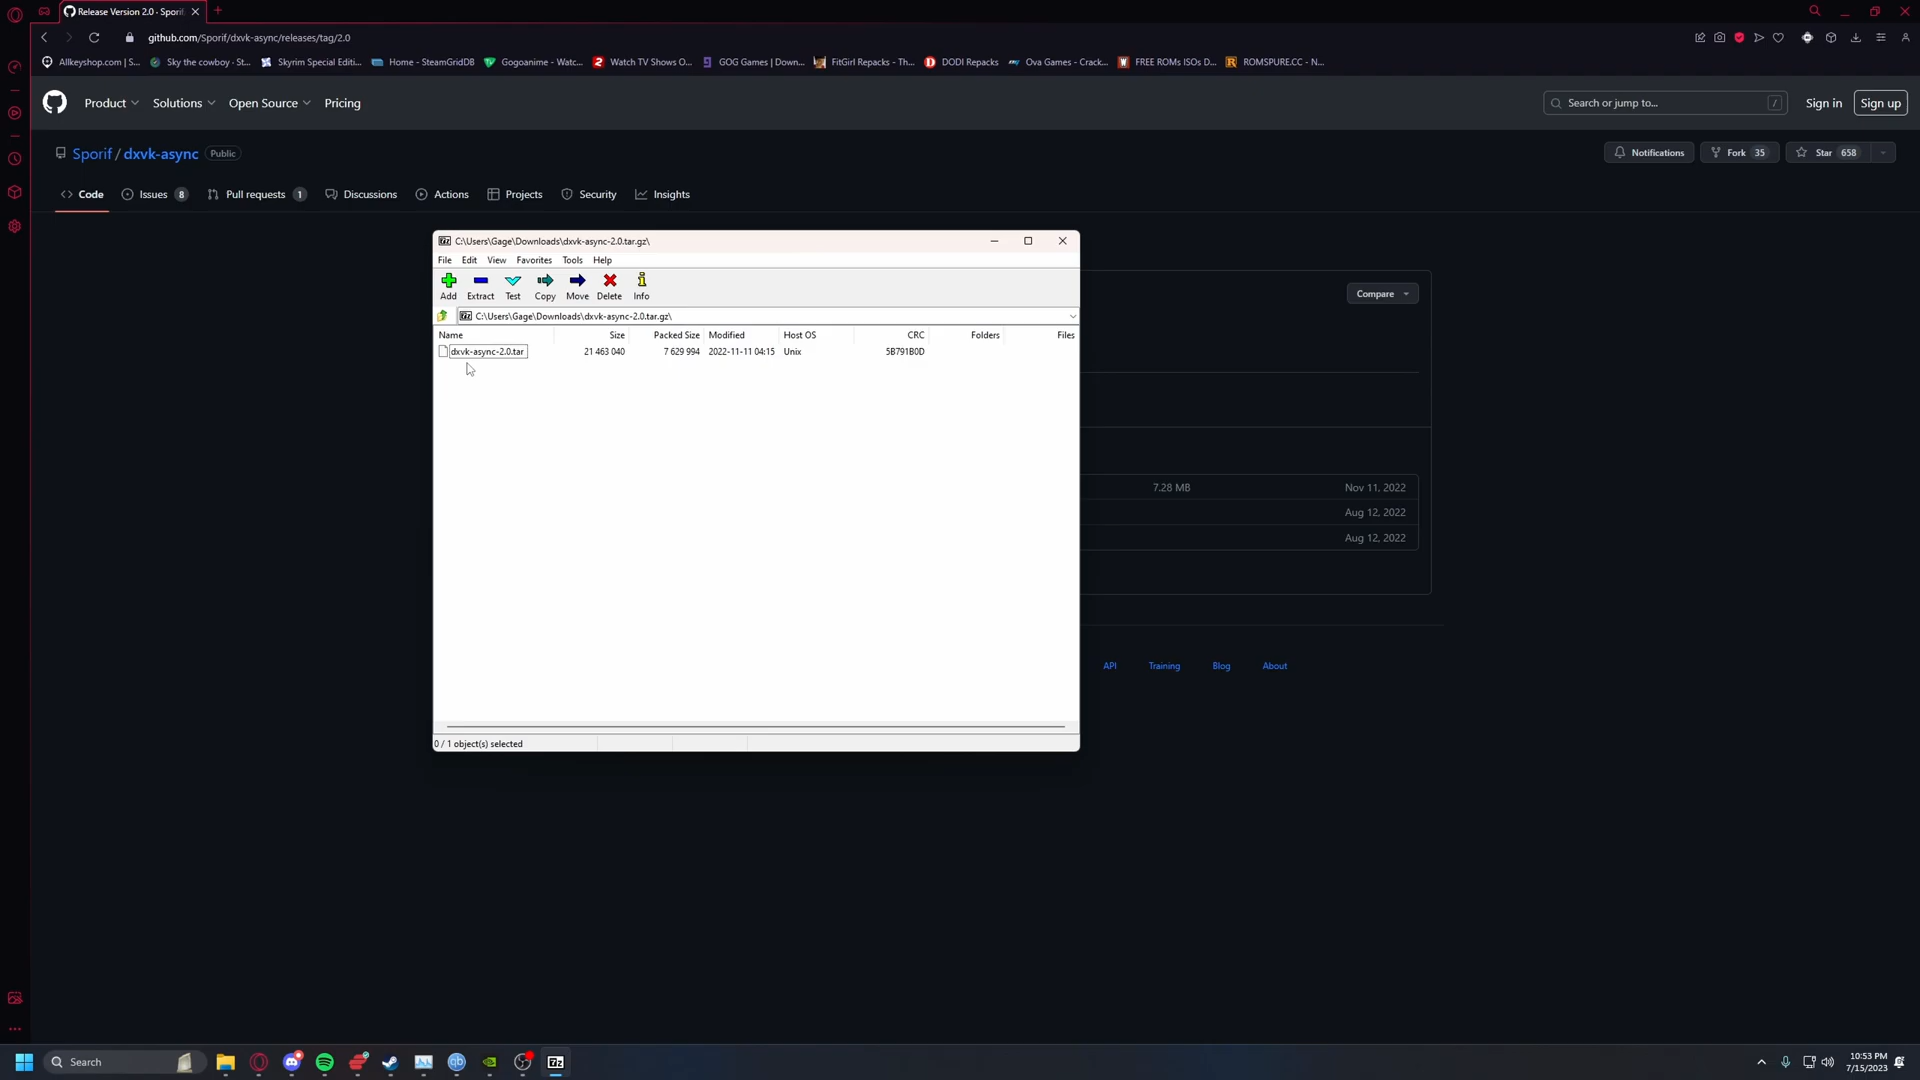 Release Version 2.0 · Sporif
github.com/Sporif/dxvk-async/releases/tag/2.0
Allkeyshop.com | S... Sky the cowboy · St... Skyrim Special Editi... Home - SteamGridDB Gogoanime - Watc... Watch TV Shows O... GOG Games | Down... FitGirl Repacks - Th... DODI Repacks Ova Games - Crack... FREE ROMs ISOs D... ROMSPURE.CC - N...
Product Solutions Open Source Pricing Search or jump to... / Sign in Sign up
Sporif / dxvk-async Public Notifications Fork 35 Star 658
Code Issues 8 Pull requests 1 Discussions Actions Projects Security Insights
C:\Users\Gage\Downloads\dxvk-async-2.0.tar.gz\
File Edit View Favorites Tools Help
Add Extract Test Copy Move Delete Info
Compare
C:\Users\Gage\Downloads\dxvk-async-2.0.tar.gz\
Name Size Packed Size Modified Host OS CRC Folders Files
dxvk-async-2.0.tar 21 463 040 7 629 994 2022-11-11 04:15 Unix 5B791B0D
7.28 MB Nov 11, 2022
Aug 12, 2022
Aug 12, 2022
API Training Blog About
0 / 1 object(s) selected
Search
10:53 PM
7/15/2023